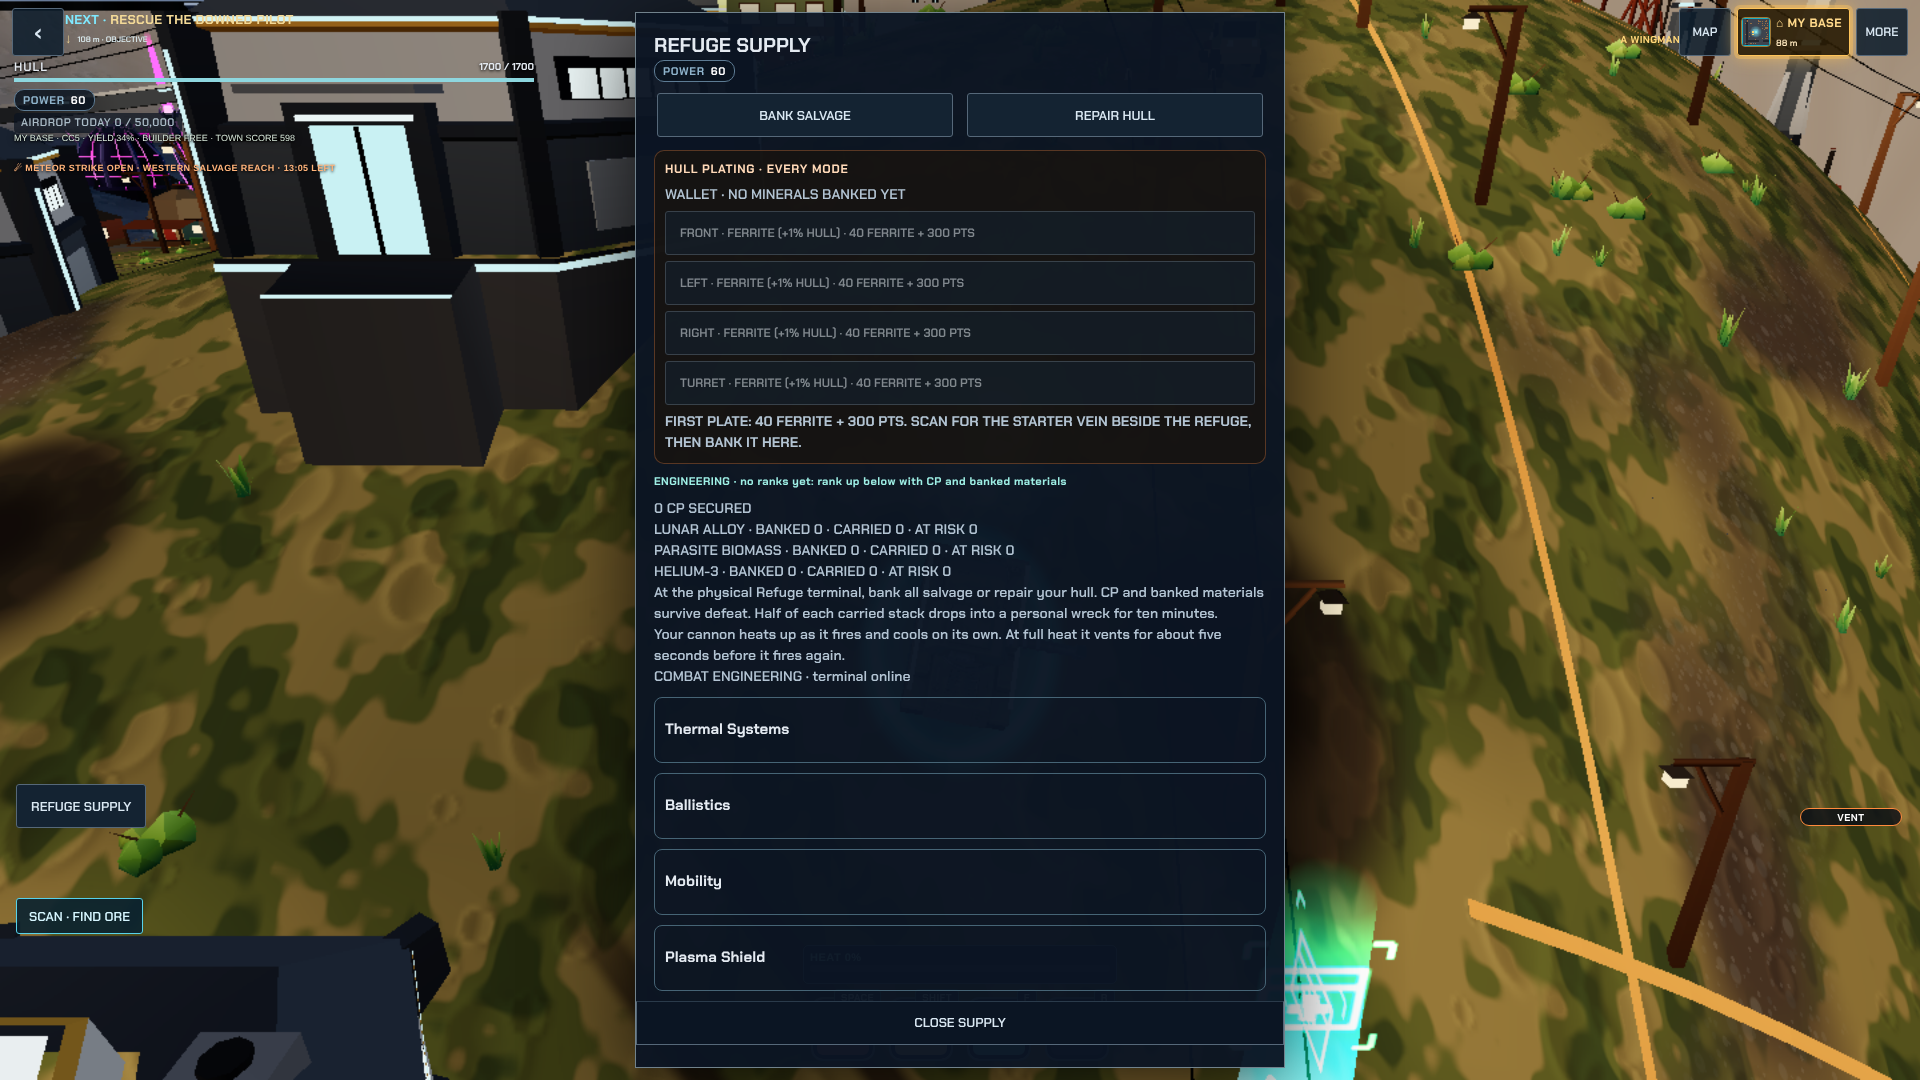 NEXT · RESCUE THE DOWNED PILOT
↓ 108 m · OBJECTIVE
HULL
1700 / 1700
POWER 60
AIRDROP TODAY 0 / 50,000
MY BASE · CC5 · YIELD 34% · BUILDER FREE · TOWN SCORE 598
METEOR STRIKE OPEN · WESTERN SALVAGE REACH · 13:05 LEFT
REFUGE SUPPLY
SCAN · FIND ORE
REFUGE SUPPLY
POWER 60
BANK SALVAGE
REPAIR HULL
HULL PLATING · EVERY MODE
WALLET · NO MINERALS BANKED YET
FRONT · FERRITE (+1% HULL) · 40 FERRITE + 300 PTS
LEFT · FERRITE (+1% HULL) · 40 FERRITE + 300 PTS
RIGHT · FERRITE (+1% HULL) · 40 FERRITE + 300 PTS
TURRET · FERRITE (+1% HULL) · 40 FERRITE + 300 PTS
FIRST PLATE: 40 FERRITE + 300 PTS. SCAN FOR THE STARTER VEIN BESIDE THE REFUGE,
THEN BANK IT HERE.
ENGINEERING · no ranks yet: rank up below with CP and banked materials
0 CP SECURED
LUNAR ALLOY · BANKED 0 · CARRIED 0 · AT RISK 0
PARASITE BIOMASS · BANKED 0 · CARRIED 0 · AT RISK 0
HELIUM-3 · BANKED 0 · CARRIED 0 · AT RISK 0
At the physical Refuge terminal, bank all salvage or repair your hull. CP and banked materials
survive defeat. Half of each carried stack drops into a personal wreck for ten minutes.
Your cannon heats up as it fires and cools on its own. At full heat it vents for about five
seconds before it fires again.
COMBAT ENGINEERING · terminal online
Thermal Systems
Ballistics
Mobility
Plasma Shield
CLOSE SUPPLY
A WINGMAN
MAP
⌂ MY BASE
88 m
MORE
VENT